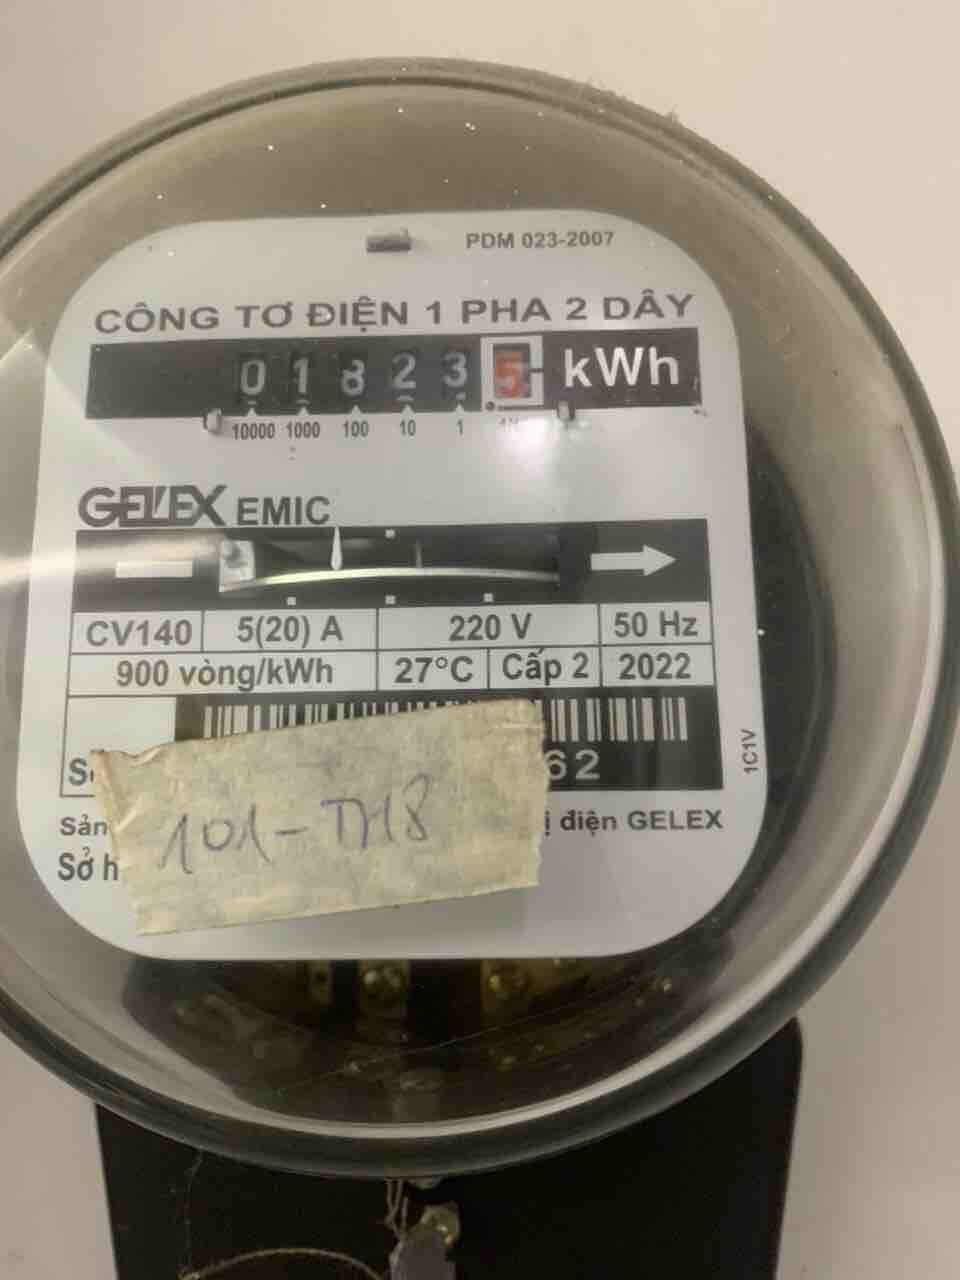 PDM 023-2007
CÔNG TƠ ĐIỆN 1 PHA 2 DÂY
0 1 8 2 3 5 kWh
10000 1000 100 10 1
GELEX EMIC
CV140 5(20) A 220 V 50 Hz
900 vòng/kWh 27°C Cấp 2 2022
62
1C1V
101-TH8
Sản
điện GELEX
Sở h